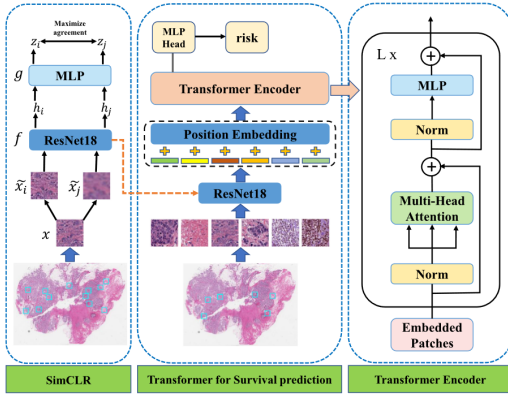 Maximize
agreement
z_i
z_j
g
MLP
h_i
h_j
f
ResNet18
x̃_i
x̃_j
x
SimCLR
MLP
Head
risk
Transformer Encoder
Position Embedding
ResNet18
Transformer for Survival prediction
L x
MLP
Norm
Multi-Head
Attention
Norm
Embedded
Patches
Transformer Encoder